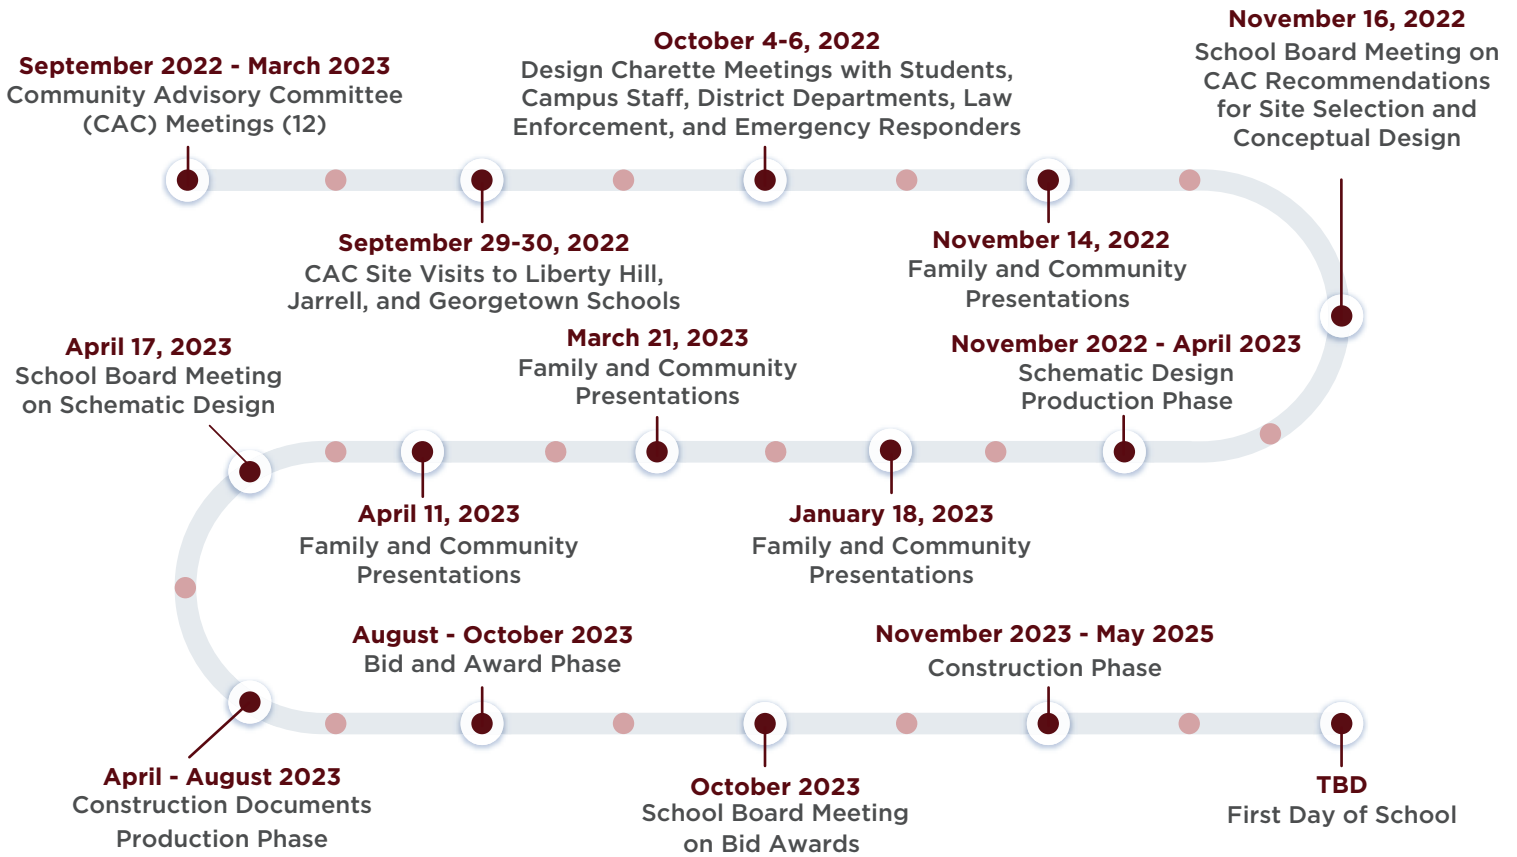 September 2022 - March 2023
Community Advisory Committee
(CAC) Meetings (12)
September 29-30, 2022
CAC Site Visits to Liberty Hill,
Jarrell, and Georgetown Schools
October 4-6, 2022
Design Charette Meetings with Students,
Campus Staff, District Departments, Law
Enforcement, and Emergency Responders
November 14, 2022
Family and Community
Presentations
November 16, 2022
School Board Meeting on
CAC Recommendations
for Site Selection and
Conceptual Design
November 2022 - April 2023
Schematic Design
Production Phase
January 18, 2023
Family and Community
Presentations
March 21, 2023
Family and Community
Presentations
April 11, 2023
Family and Community
Presentations
April 17, 2023
School Board Meeting
on Schematic Design
April - August 2023
Construction Documents
Production Phase
August - October 2023
Bid and Award Phase
October 2023
School Board Meeting
on Bid Awards
November 2023 - May 2025
Construction Phase
TBD
First Day of School